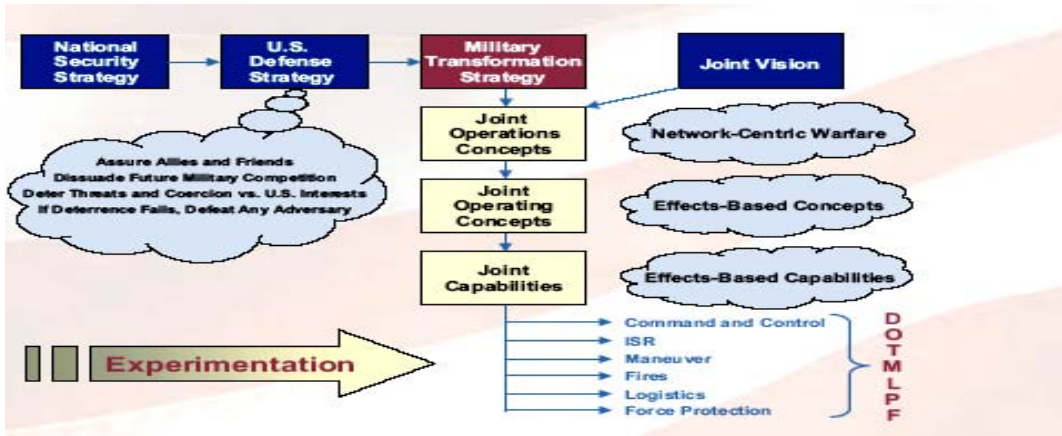 National
Security
Strategy
U.S.
Defense
Strategy
Military
Transformation
Strategy
Joint Vision
Joint
Operations
Concepts
Network-Centric Warfare
Assure Allies and Friends
Dissuade Future Military Competition
Deter Threats and Coercion vs. U.S. Interests
If Deterrence Fails, Defeat Any Adversary
Joint
Operating
Concepts
Effects-Based Concepts
Joint
Capabilities
Effects-Based Capabilities
Experimentation
Command and Control
ISR
Maneuver
Fires
Logistics
Force Protection
D
O
T
M
L
P
F